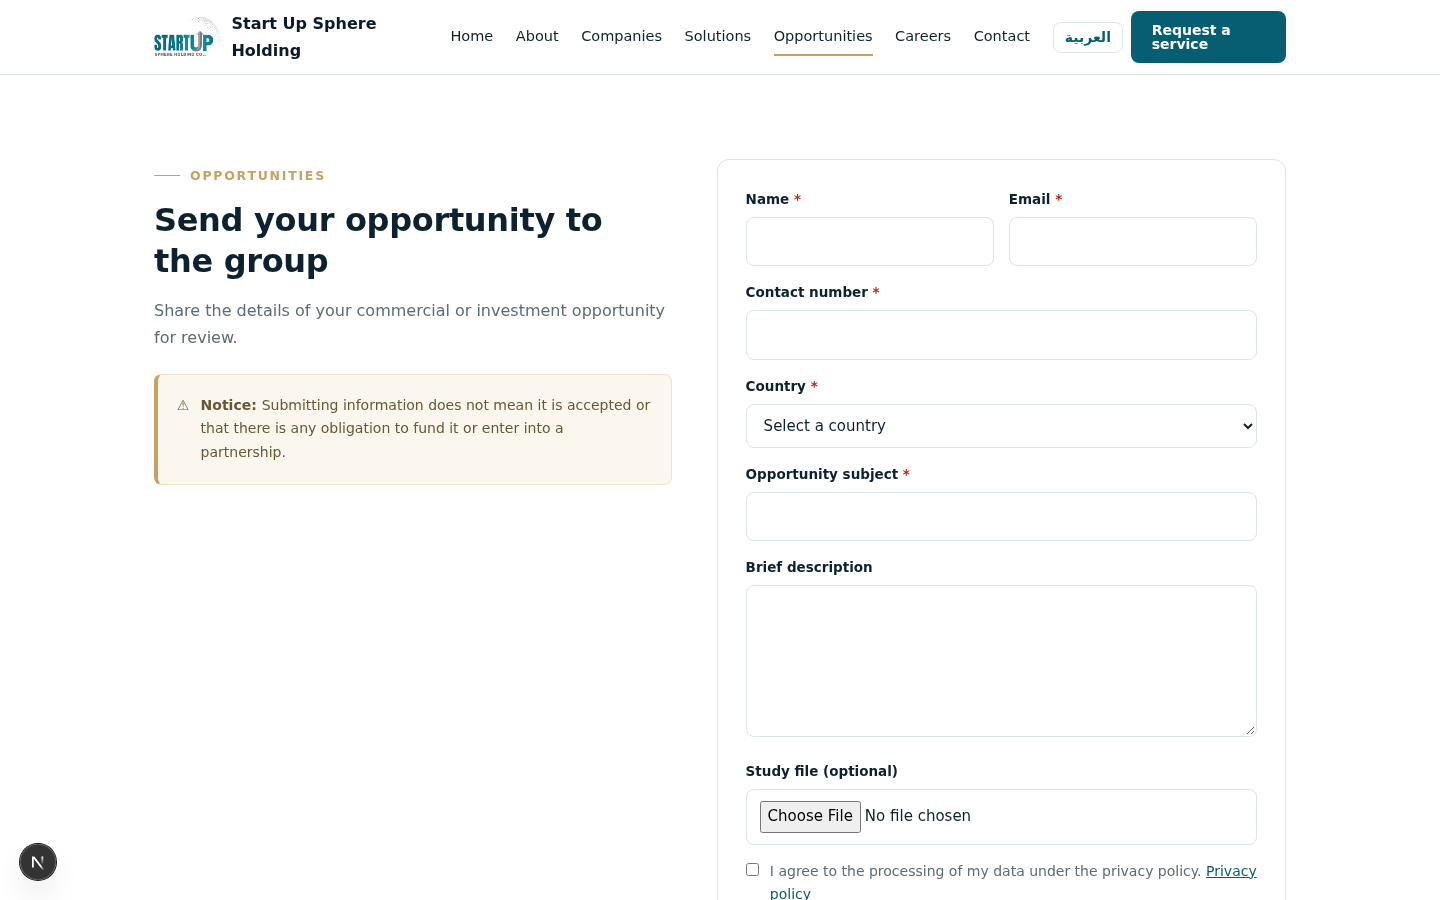 STARTUP
SPHERE HOLDING CO...
Start Up Sphere
Holding
Home
About
Companies
Solutions
Opportunities
Careers
Contact
العربية
Request a
service
OPPORTUNITIES
Send your opportunity to
the group
Share the details of your commercial or investment opportunity
for review.
⚠ Notice: Submitting information does not mean it is accepted or
that there is any obligation to fund it or enter into a
partnership.
Name *
Email *
Contact number *
Country *
Select a country
Opportunity subject *
Brief description
Study file (optional)
Choose File No file chosen
I agree to the processing of my data under the privacy policy. Privacy
policy
N